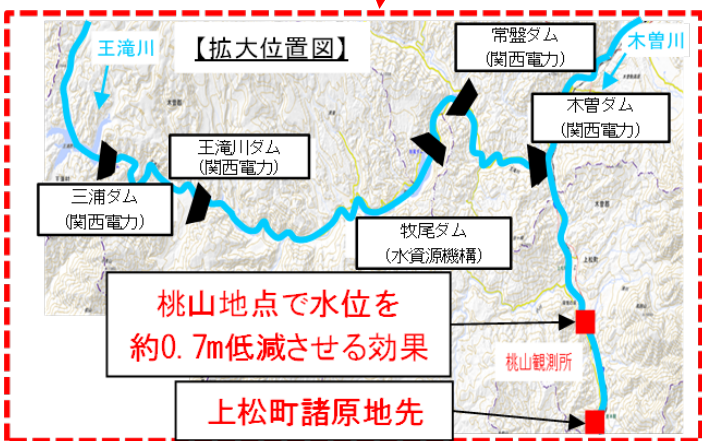 【拡大位置図】
王滝川
常盤ダム
(関西電力)
木曽川
木曽ダム
(関西電力)
王滝川ダム
(関西電力)
三浦ダム
(関西電力)
牧尾ダム
(水資源機構)
上松町
桃山地点で水位を
約0.7m低減させる効果
桃山観測所
上松町諸原地先